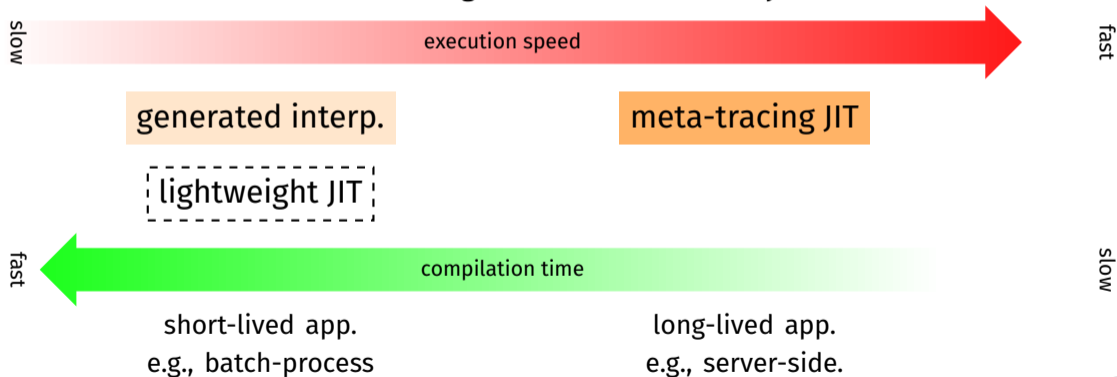 slow
execution speed
fast
generated interp.
meta-tracing JIT
lightweight JIT
fast
compilation time
slow
short-lived app.
e.g., batch-process
long-lived app.
e.g., server-side.